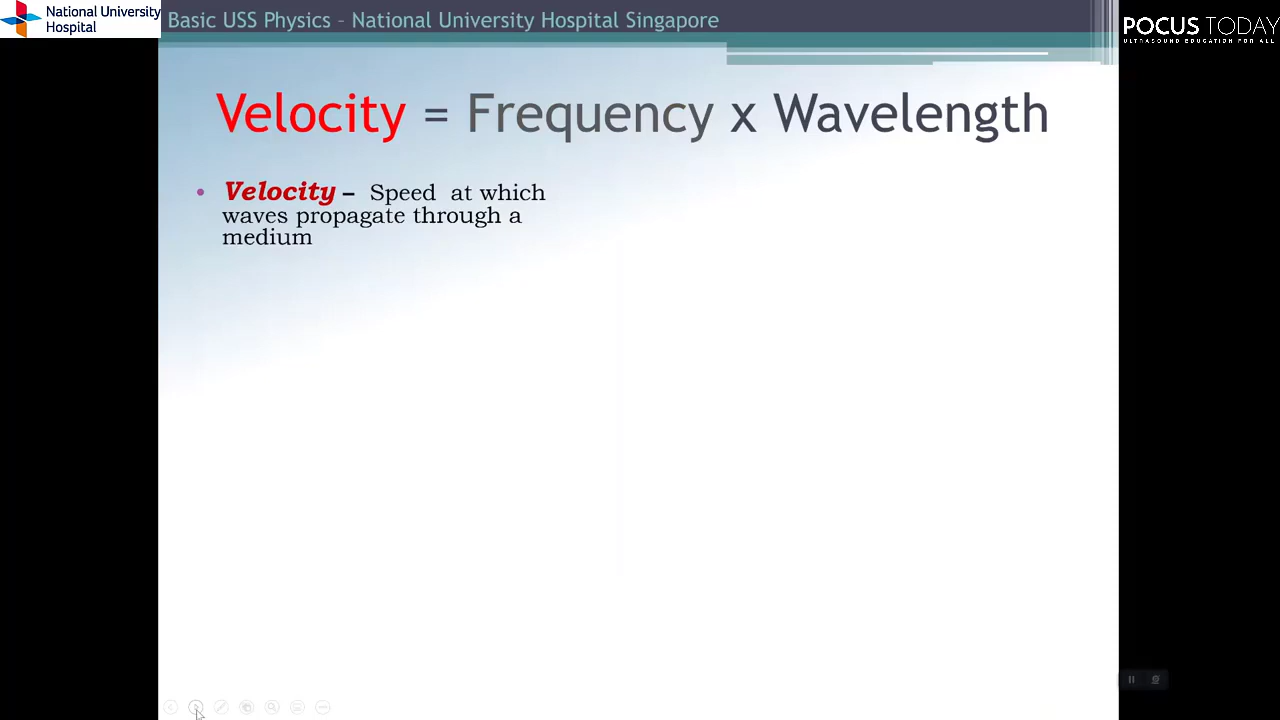 National University
Hospital
Basic USS Physics – National University Hospital Singapore
POCUS TODAY
ULTRASOUND EDUCATION FOR ALL
Velocity = Frequency x Wavelength
• Velocity – Speed at which
waves propagate through a
medium